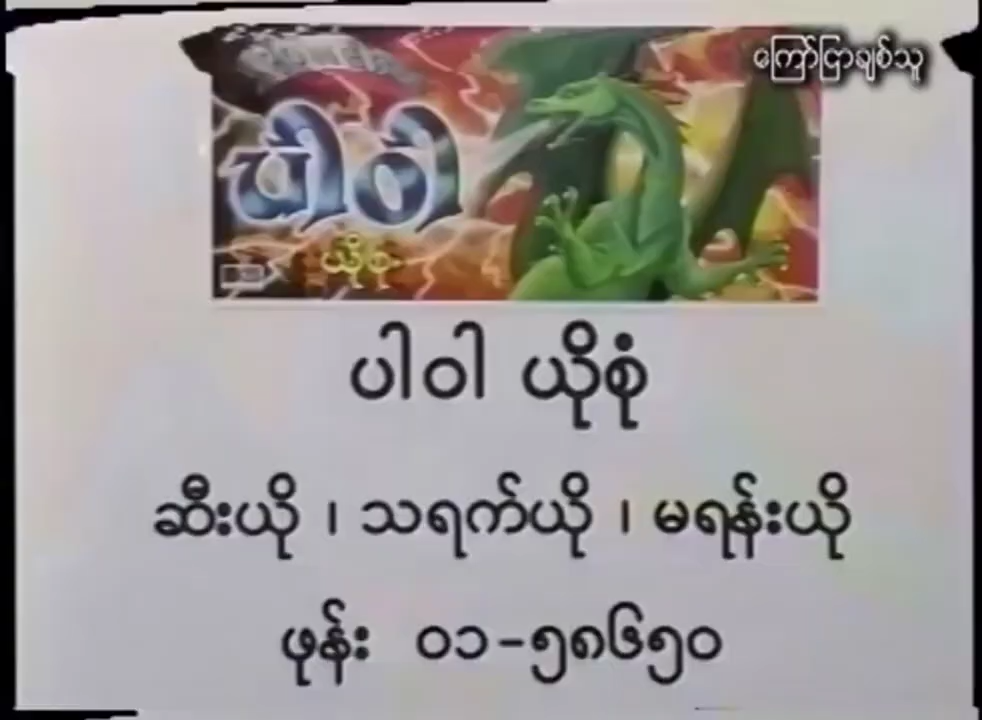 ကြော်ငြာချစ်သူ
ပါဝါ
ယိုစုံ
ပါဝါ ယိုစုံ
ဆီးယို ၊ သရက်ယို ၊ မရန်းယို
ဖုန်း ၀၁-၅၈၆၅၀